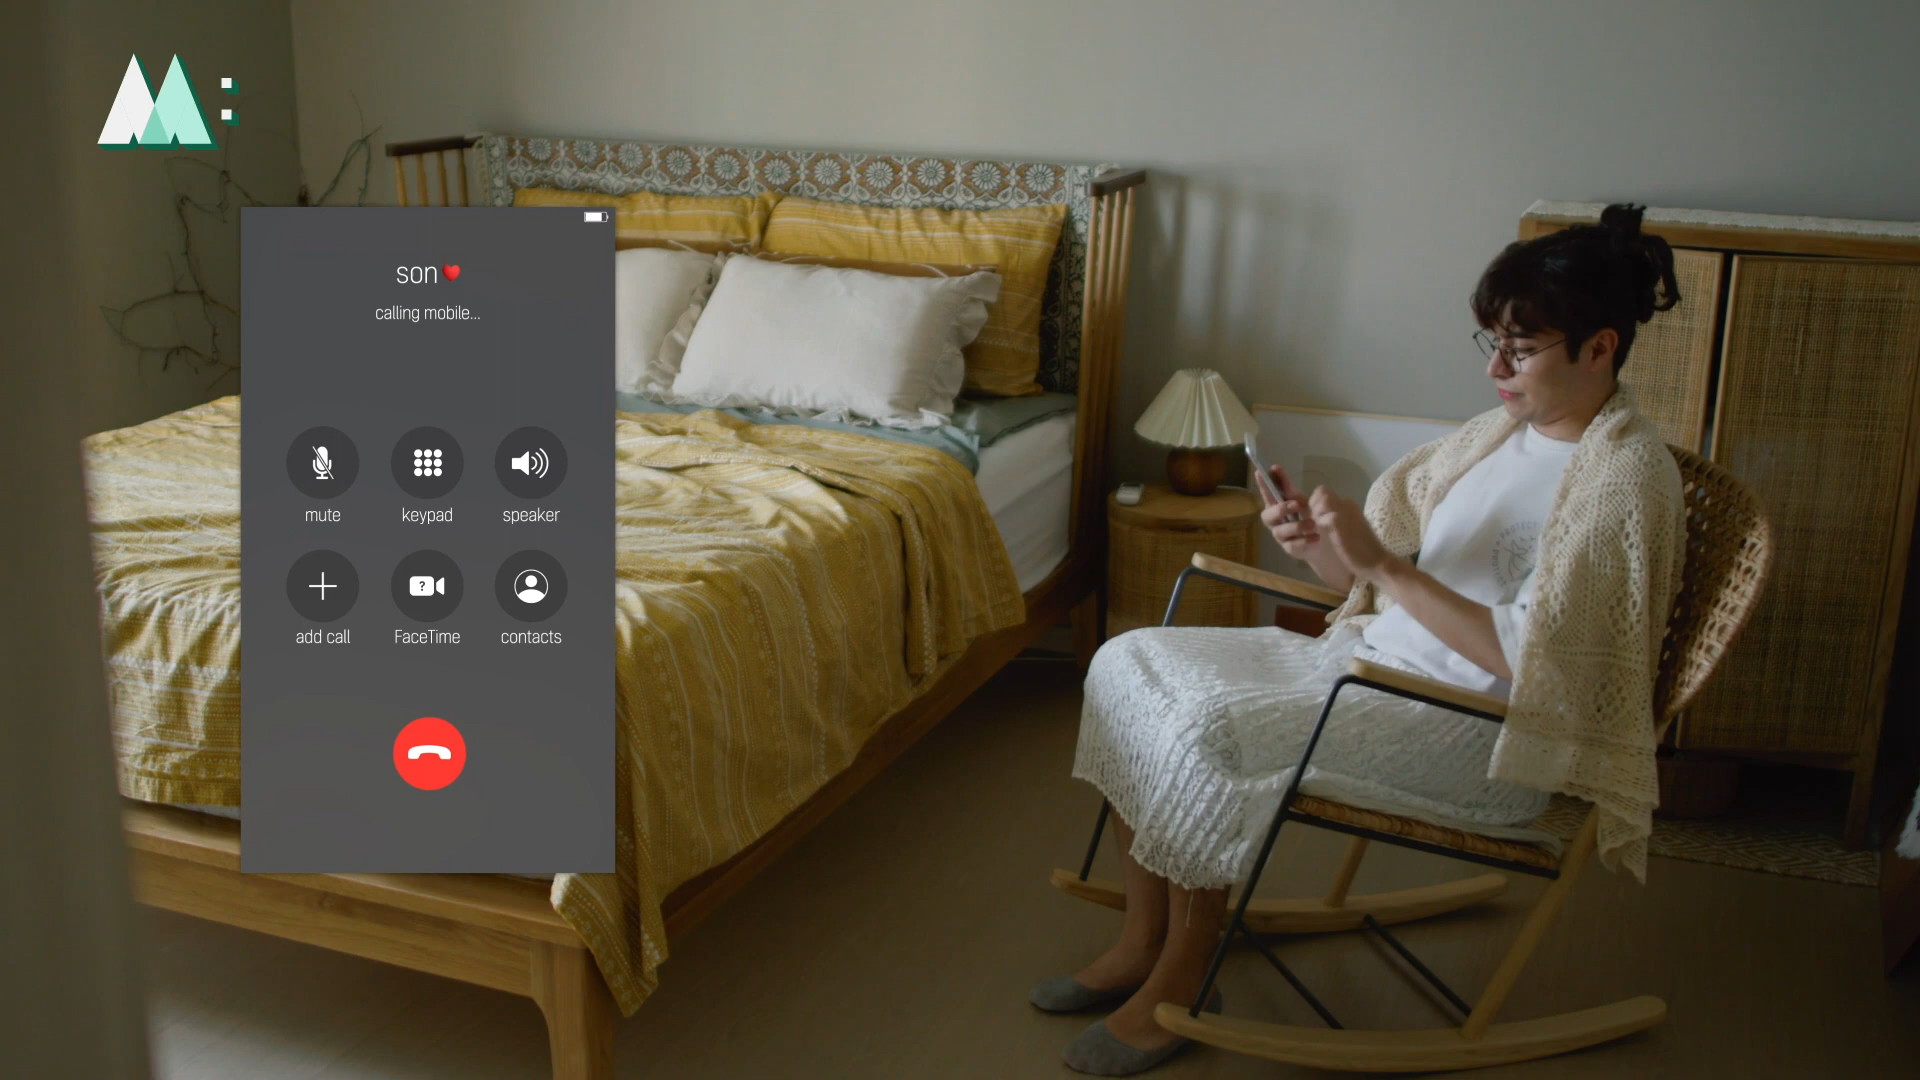 son
calling mobile...
mute
keypad
speaker
add call
FaceTime
contacts